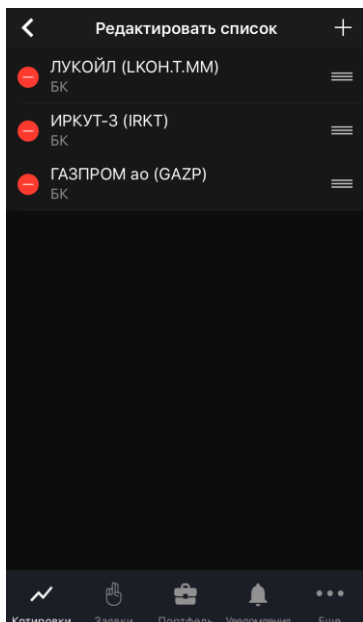 Редактировать список
ЛУКОЙЛ (LKOH.T.MM)
БК
ИРКУТ-3 (IRKT)
БК
ГАЗПРОМ ао (GAZP)
БК
Котировки Заявки Портфель Уведомления Еще